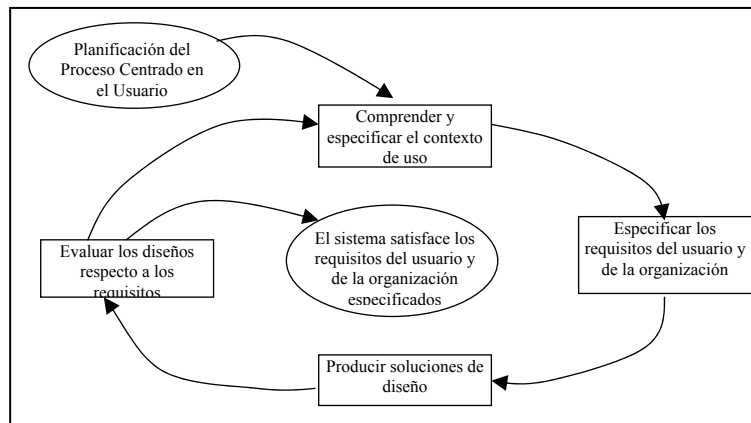 Planificación del
Proceso Centrado en
el Usuario
Comprender y
especificar el contexto
de uso
Especificar los
requisitos del usuario y
de la organización
Producir soluciones de
diseño
Evaluar los diseños
respecto a los
requisitos
El sistema satisface los
requisitos del usuario y
de la organización
especificados